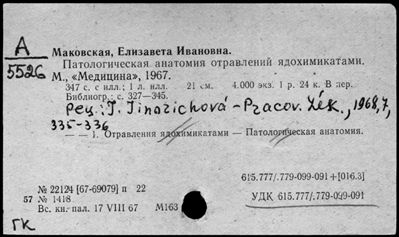 А
5526
Маковская, Елизавета Ивановна.
Патологическая анатомия отравлений ядохимикатами.
М., «Медицина», 1967.
347 с. с илл.; 1 л. илл. 21 см. 4.000 экз. 1 р. 24 к. В пер.
Библиогр.: с. 327—345.
Рец.: J. Jindřichová - Pracov. Lék., 1968, 7,
335-336
— — 1. Отравления ядохимикатами — Патологическая анатомия.
615.777/.779-099-091+[016.3]
№ 22124 [67-69079] п 22
57 № 1418
УДК 615.777/.779-099-091
Вс. кн. пал. 17 VIII 67 М163
ГК